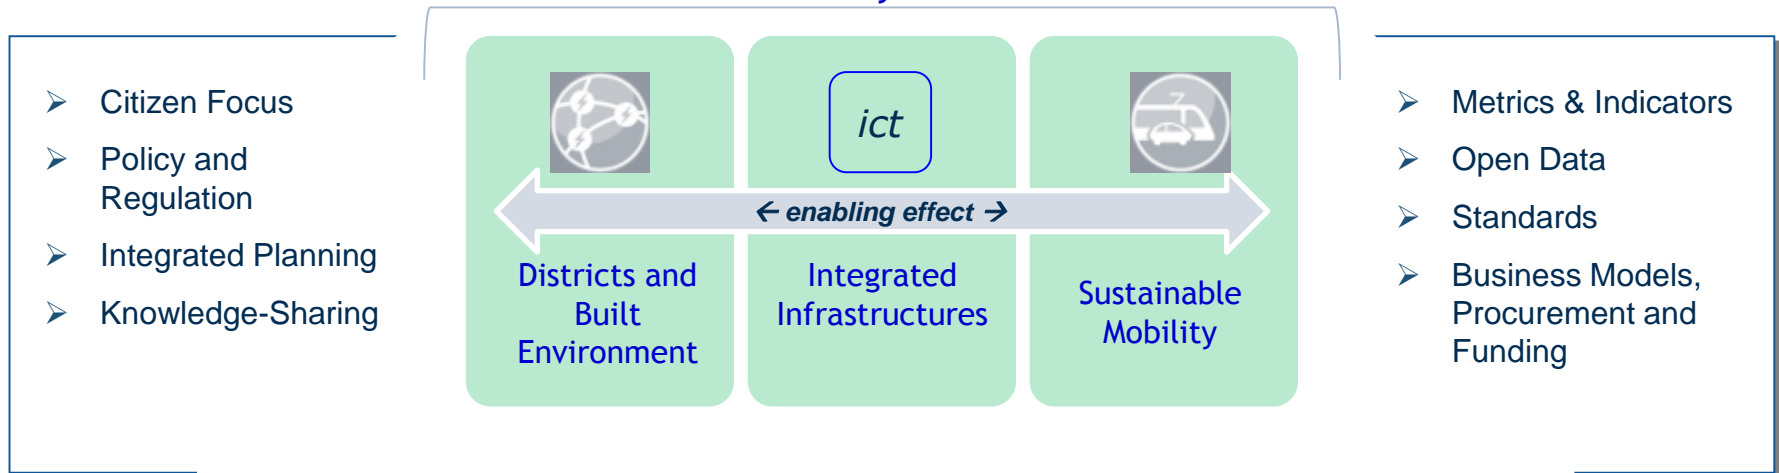 ➢ Citizen Focus
➢ Policy and
Regulation
➢ Integrated Planning
➢ Knowledge-Sharing
ict
← enabling effect →
Districts and
Built
Environment
Integrated
Infrastructures
Sustainable
Mobility
➢ Metrics & Indicators
➢ Open Data
➢ Standards
➢ Business Models,
Procurement and
Funding